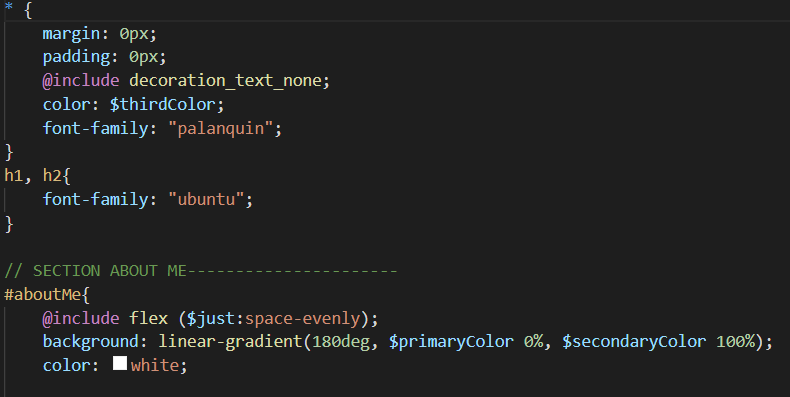 * {
    margin: 0px;
    padding: 0px;
    @include decoration_text_none;
    color: $thirdColor;
    font-family: "palanquin";
}
h1, h2{
    font-family: "ubuntu";
}

// SECTION ABOUT ME----------------------
#aboutMe{
    @include flex ($just:space-evenly);
    background: linear-gradient(180deg, $primaryColor 0%, $secondaryColor 100%);
    color: white;